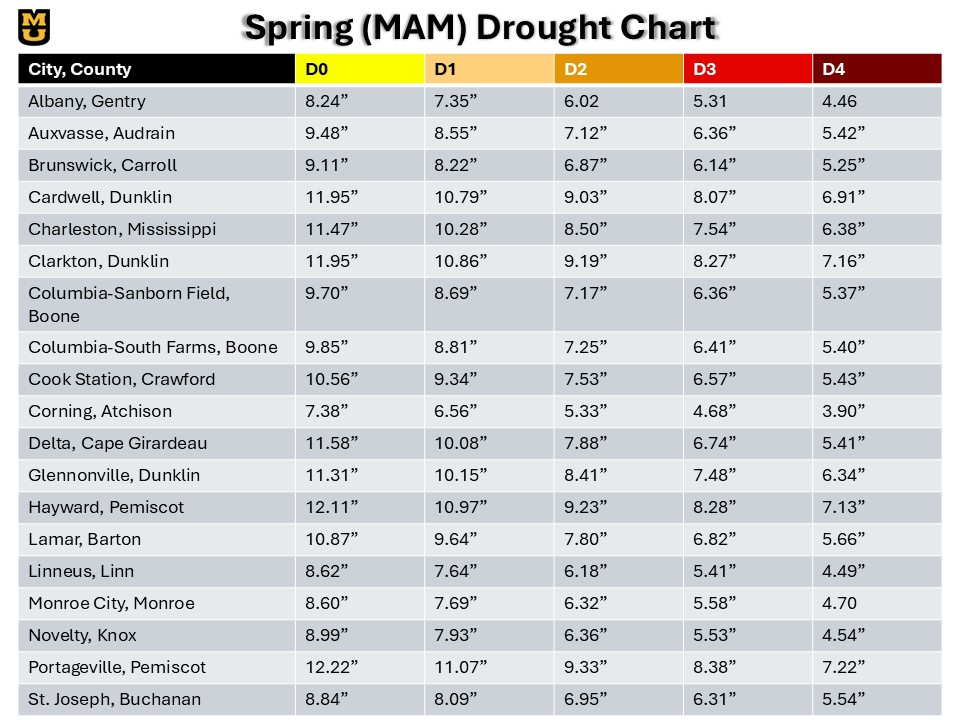 MU
Spring (MAM) Drought Chart
City, County D0 D1 D2 D3 D4
Albany, Gentry 8.24” 7.35” 6.02 5.31 4.46
Auxvasse, Audrain 9.48” 8.55” 7.12” 6.36” 5.42”
Brunswick, Carroll 9.11” 8.22” 6.87” 6.14” 5.25”
Cardwell, Dunklin 11.95” 10.79” 9.03” 8.07” 6.91”
Charleston, Mississippi 11.47” 10.28” 8.50” 7.54” 6.38”
Clarkton, Dunklin 11.95” 10.86” 9.19” 8.27” 7.16”
Columbia-Sanborn Field, 9.70” 8.69” 7.17” 6.36” 5.37”
Boone
Columbia-South Farms, Boone 9.85” 8.81” 7.25” 6.41” 5.40”
Cook Station, Crawford 10.56” 9.34” 7.53” 6.57” 5.43”
Corning, Atchison 7.38” 6.56” 5.33” 4.68” 3.90”
Delta, Cape Girardeau 11.58” 10.08” 7.88” 6.74” 5.41”
Glennonville, Dunklin 11.31” 10.15” 8.41” 7.48” 6.34”
Hayward, Pemiscot 12.11” 10.97” 9.23” 8.28” 7.13”
Lamar, Barton 10.87” 9.64” 7.80” 6.82” 5.66”
Linneus, Linn 8.62” 7.64” 6.18” 5.41” 4.49”
Monroe City, Monroe 8.60” 7.69” 6.32” 5.58” 4.70
Novelty, Knox 8.99” 7.93” 6.36” 5.53” 4.54”
Portageville, Pemiscot 12.22” 11.07” 9.33” 8.38” 7.22”
St. Joseph, Buchanan 8.84” 8.09” 6.95” 6.31” 5.54”